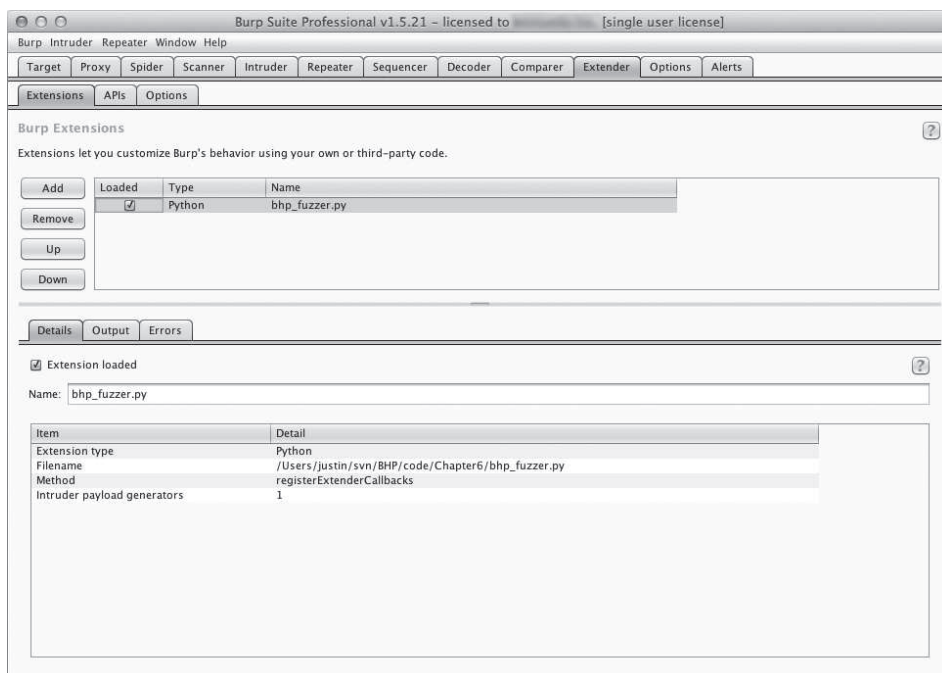 Burp Suite Professional v1.5.21 – licensed to [single user license]
Burp Intruder Repeater Window Help
Target Proxy Spider Scanner Intruder Repeater Sequencer Decoder Comparer Extender Options Alerts
Extensions APIs Options
Burp Extensions
?
Extensions let you customize Burp's behavior using your own or third-party code.
Add
Loaded Type Name
Python bhp_fuzzer.py
Remove
Up
Down
Details Output Errors
Extension loaded
?
Name: bhp_fuzzer.py
Item Detail
Extension type Python
Filename /Users/justin/svn/BHP/code/Chapter6/bhp_fuzzer.py
Method registerExtenderCallbacks
Intruder payload generators 1